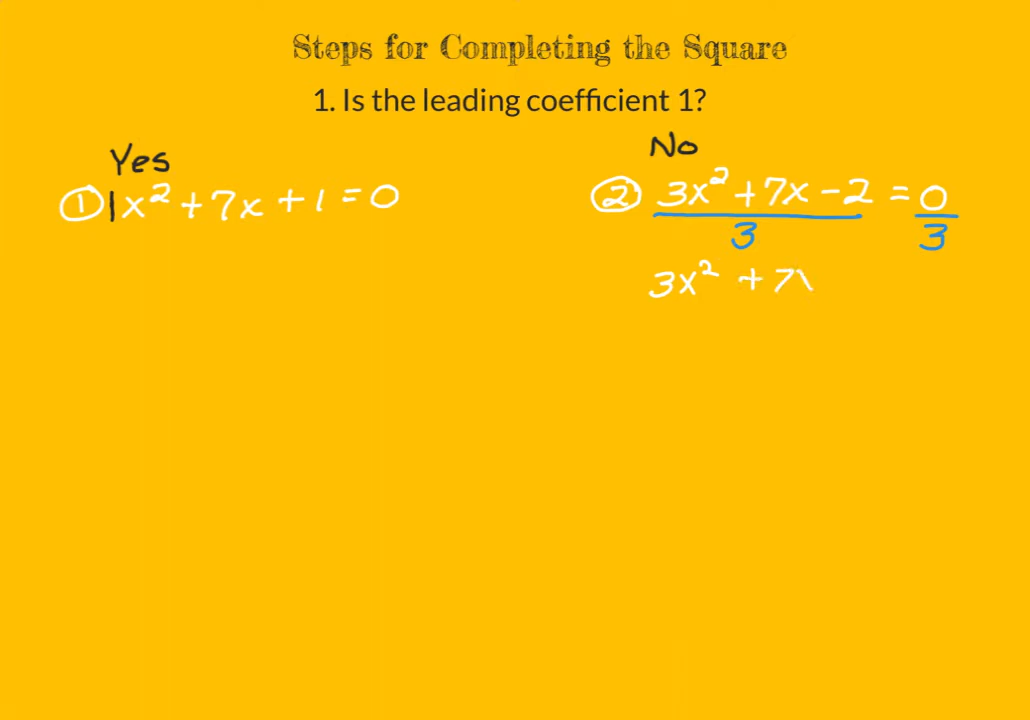 Steps for Completing the Square
1. Is the leading coefficient 1?
Yes
① 1x² + 7x + 1 = 0
No
② 3x² + 7x - 2 = 0
3 3
3x² + 7